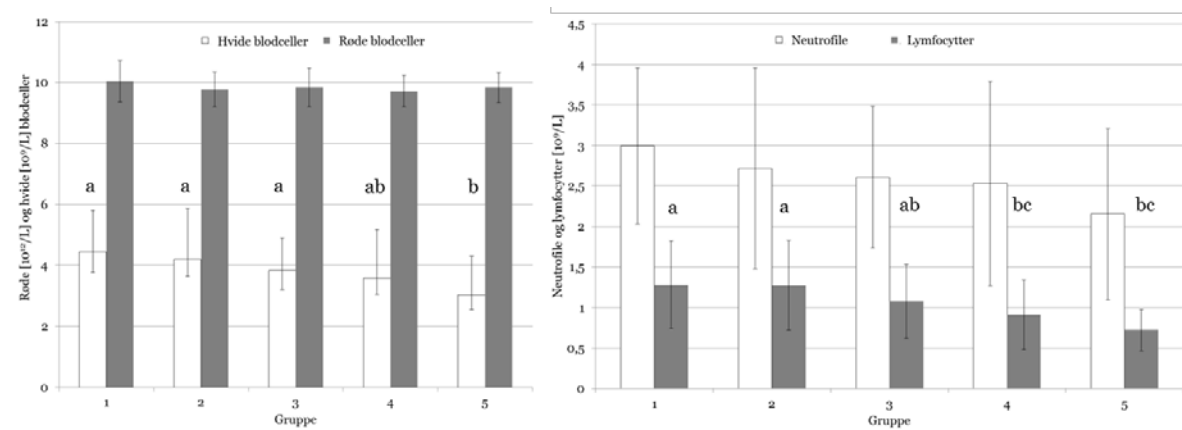 12
10
8
6
4
2
0
Røde [10¹²/L] og hvide [10⁹/L] blodceller
Hvide blodceller
Røde blodceller
a
a
a
ab
b
1
2
3
4
5
Gruppe
4,5
4
3,5
3
2,5
2
1,5
1
0,5
0
Neutrofile og lymfocytter [10⁹/L]
Neutrofile
Lymfocytter
a
a
ab
bc
bc
1
2
3
4
5
Gruppe